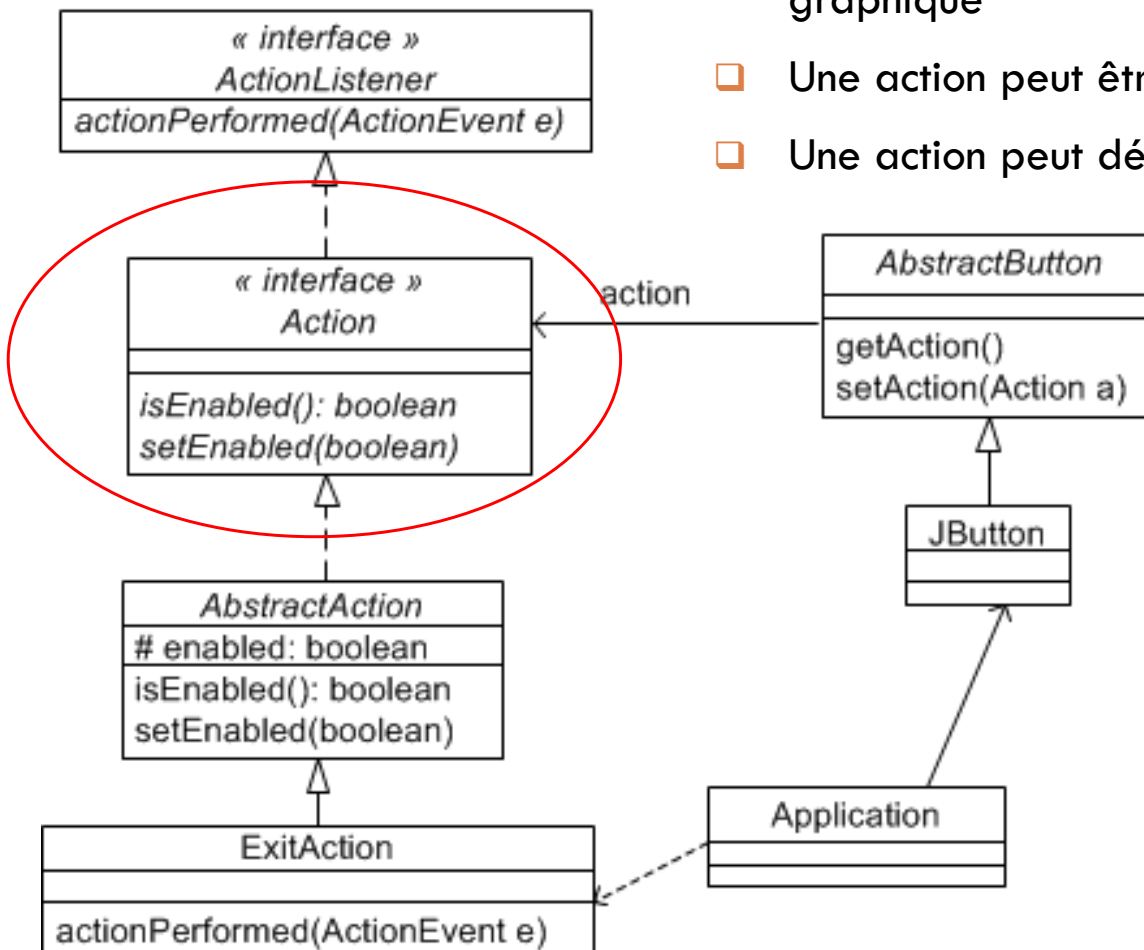 graphique
Une action peut êtr
Une action peut dé
« interface »
ActionListener
actionPerformed(ActionEvent e)
« interface »
Action
isEnabled(): boolean
setEnabled(boolean)
action
AbstractButton
getAction()
setAction(Action a)
JButton
AbstractAction
# enabled: boolean
isEnabled(): boolean
setEnabled(boolean)
Application
ExitAction
actionPerformed(ActionEvent e)